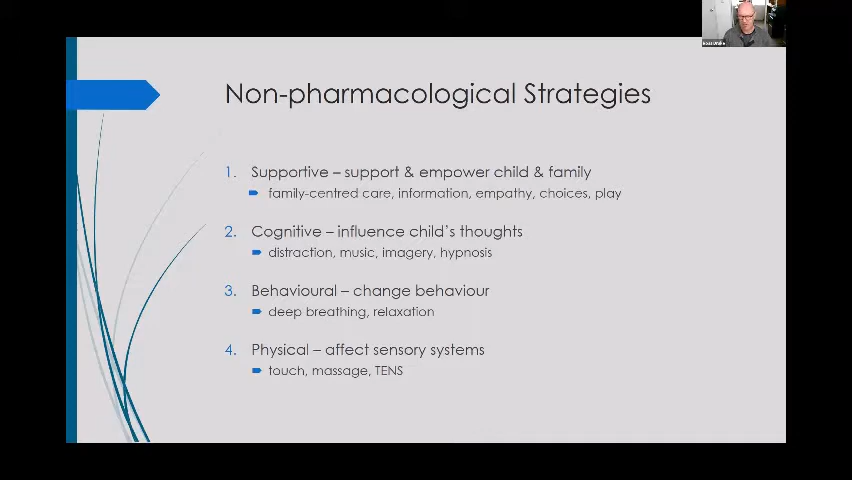 Ross Drake
Non-pharmacological Strategies
1. Supportive – support & empower child & family
family-centred care, information, empathy, choices, play
2. Cognitive – influence child's thoughts
distraction, music, imagery, hypnosis
3. Behavioural – change behaviour
deep breathing, relaxation
4. Physical – affect sensory systems
touch, massage, TENS